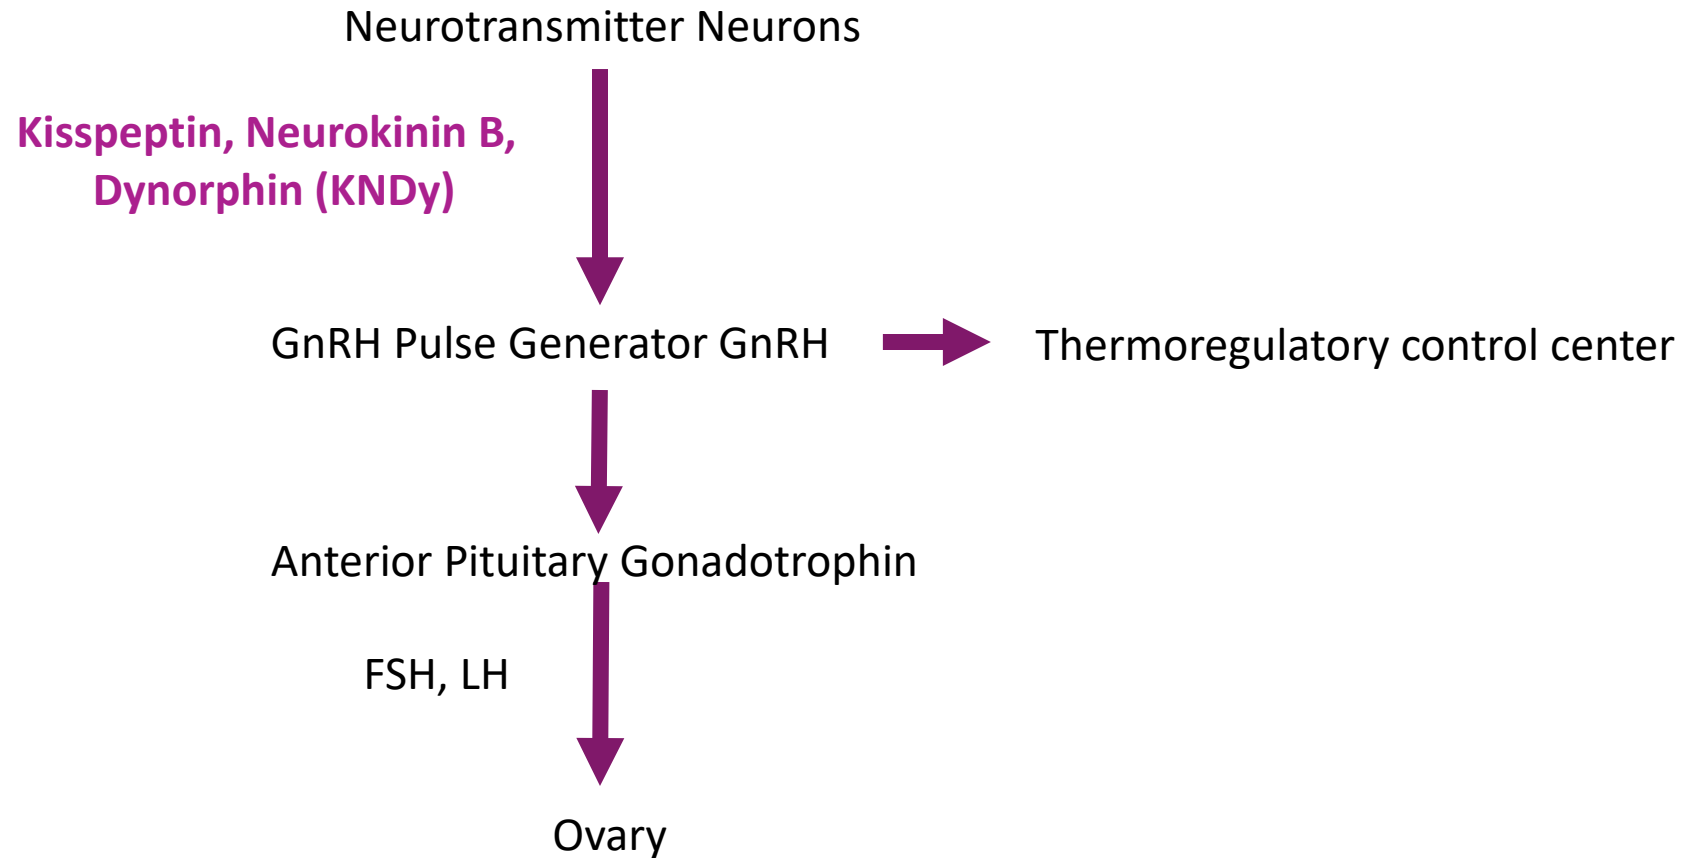 Neurotransmitter Neurons
Kisspeptin, Neurokinin B,
Dynorphin (KNDy)
GnRH Pulse Generator GnRH
Thermoregulatory control center
Anterior Pituitary Gonadotrophin
FSH, LH
Ovary